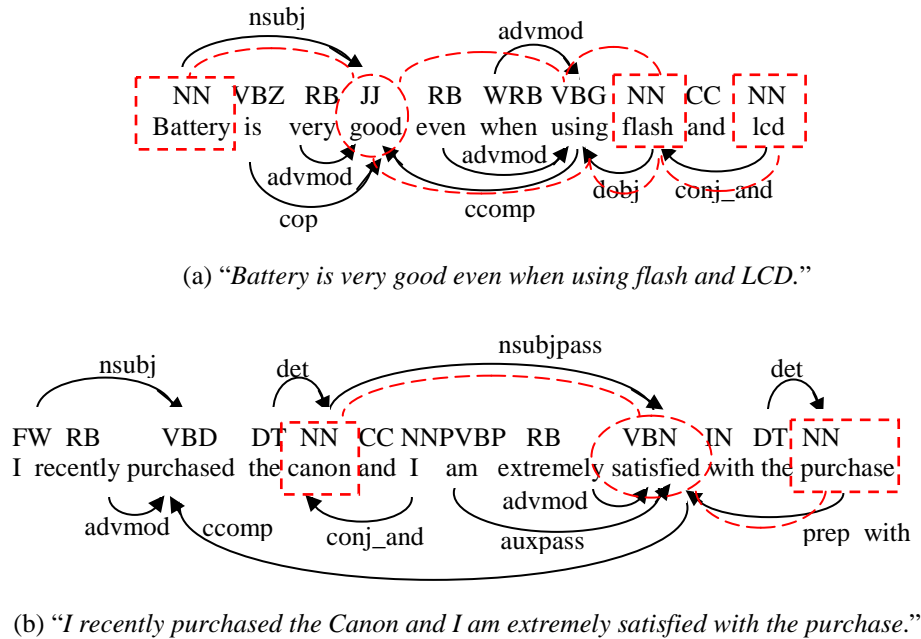 nsubj
advmod
NN VBZ RB JJ RB WRB VBG NN CC NN
Battery is very good even when using flash and lcd
advmod advmod
cop ccomp dobj conj_and
(a) “Battery is very good even when using flash and LCD.”
nsubj det nsubjpass det
FW RB VBD DT NN CC NNPVBP RB VBN IN DT NN
I recently purchased the canon and I am extremely satisfied with the purchase
advmod ccomp conj_and auxpass advmod prep with
(b) “I recently purchased the Canon and I am extremely satisfied with the purchase.”